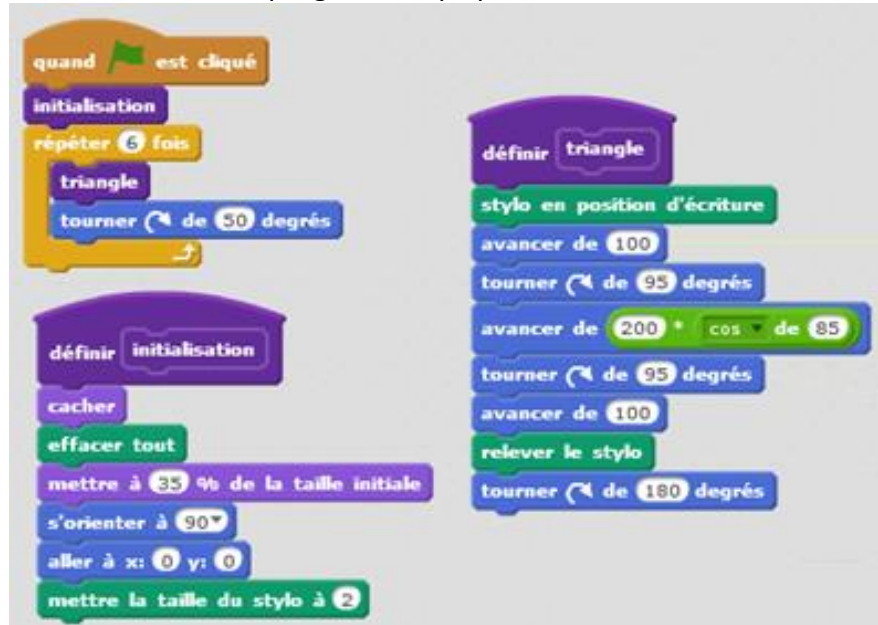 quand est cliqué
initialisation
répéter 6 fois
triangle
tourner de 50 degrés
définir initialisation
cacher
effacer tout
mettre à 35 % de la taille initiale
s'orienter à 90
aller à x: 0 y: 0
mettre la taille du stylo à 2
définir triangle
stylo en position d'écriture
avancer de 100
tourner de 95 degrés
avancer de 200 * cos de 85
tourner de 95 degrés
avancer de 100
relever le stylo
tourner de 180 degrés